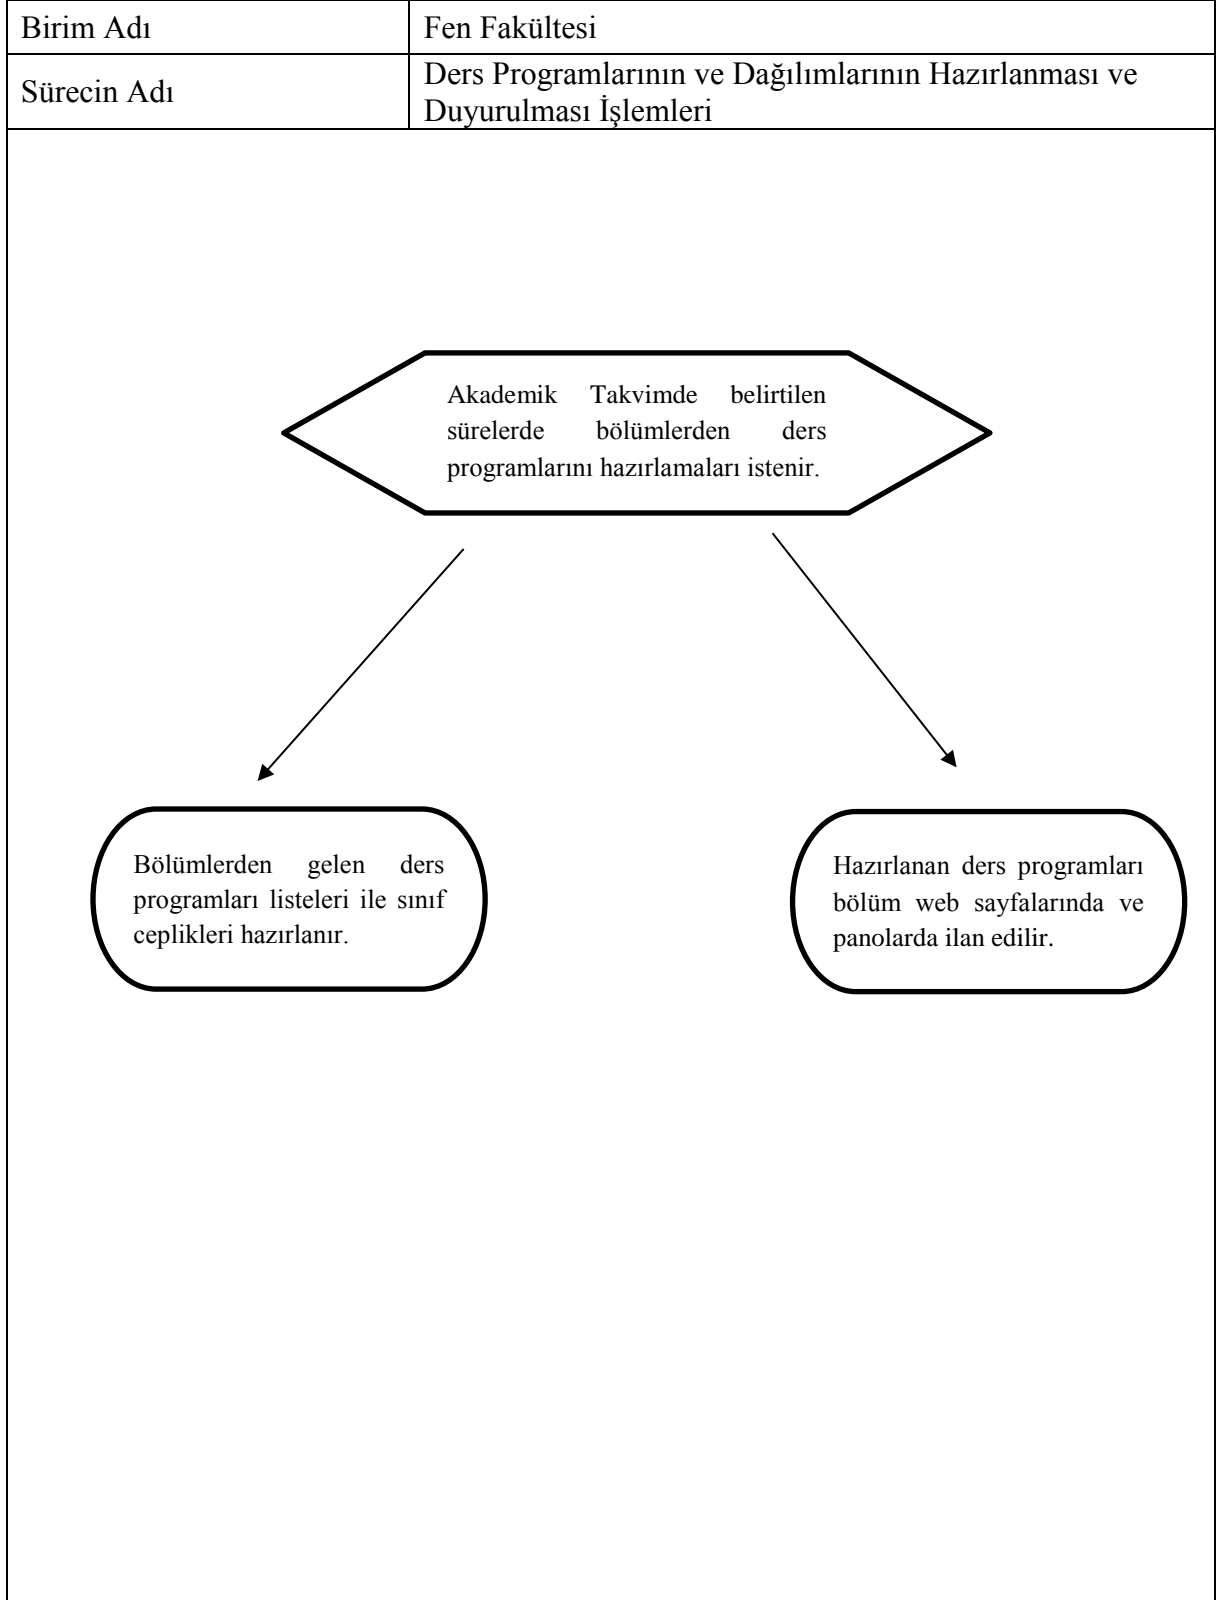 Birim Adı
Fen Fakültesi
Sürecin Adı
Ders Programlarının ve Dağılımlarının Hazırlanması ve
Duyurulması İşlemleri
Akademik Takvimde belirtilen
sürelerde bölümlerden ders
programlarını hazırlamaları istenir.
Bölümlerden gelen ders
programları listeleri ile sınıf
ceplikleri hazırlanır.
Hazırlanan ders programları
bölüm web sayfalarında ve
panolarda ilan edilir.